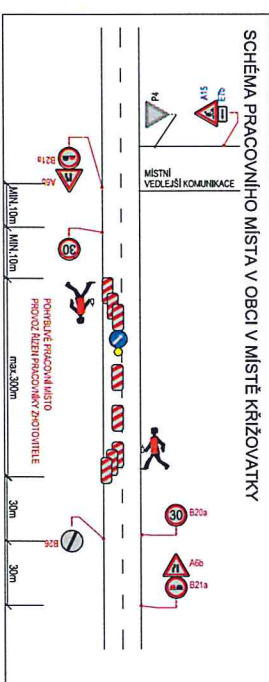 SCHÉMA PRACOVNÍHO MÍSTA V OBCI V MÍSTĚ KŘIŽOVATKY
P4
A15
E7b
MÍSTNÍ
VEDLEJŠÍ KOMUNIKACE
B21a
A6b
30
30
B20a
A6b
B21a
POHYBLIVÉ PRACOVNÍ MÍSTO
PROVOZ ŘÍZEN PRACOVNÍKY ZHOTOVITELE
B26
MIN.10m
MIN.10m
max.300m
30m
30m